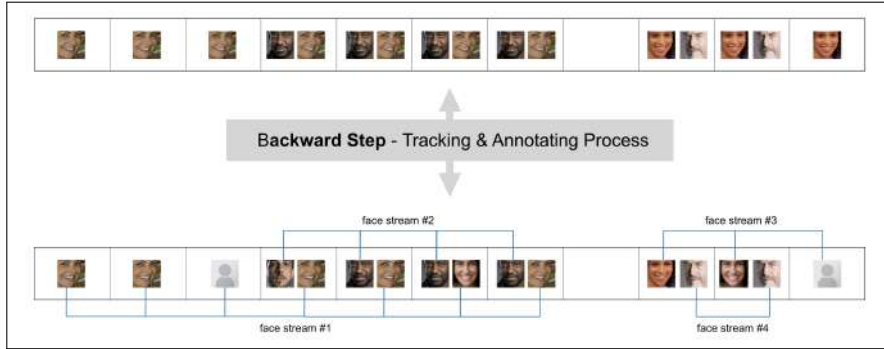 Backward Step - Tracking & Annotating Process
face stream #2
face stream #3
face stream #1
face stream #4